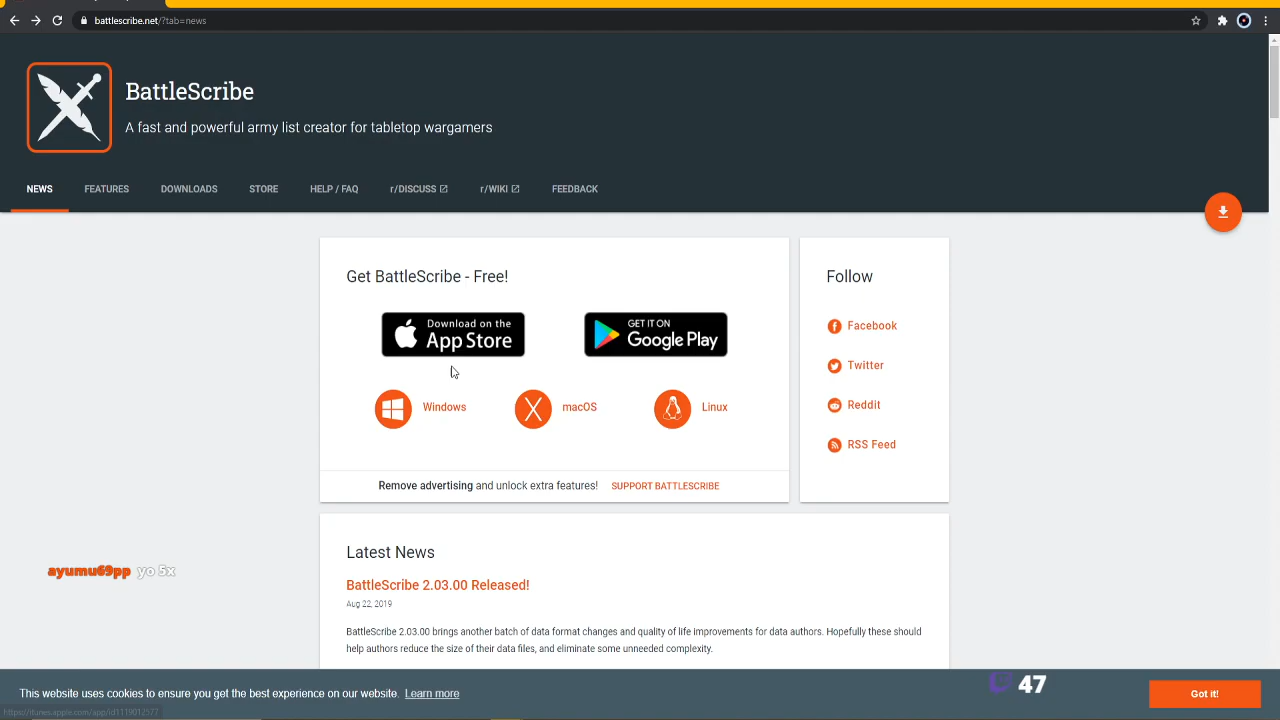 battlescribe.net/?tab=news
BattleScribe
A fast and powerful army list creator for tabletop wargamers
NEWS FEATURES DOWNLOADS STORE HELP / FAQ r/DISCUSS r/WIKI FEEDBACK
Get BattleScribe - Free!
Download on the
App Store
GET IT ON
Google Play
Windows macOS Linux
Remove advertising and unlock extra features! SUPPORT BATTLESCRIBE
Follow
Facebook
Twitter
Reddit
RSS Feed
Latest News
BattleScribe 2.03.00 Released!
Aug 22, 2019
BattleScribe 2.03.00 brings another batch of data format changes and quality of life improvements for data authors. Hopefully these should
help authors reduce the size of their data files, and eliminate some unneeded complexity.
ayumu69pp yo 5x
This website uses cookies to ensure you get the best experience on our website. Learn more
47
Got it!
https://itunes.apple.com/app/id1119012577